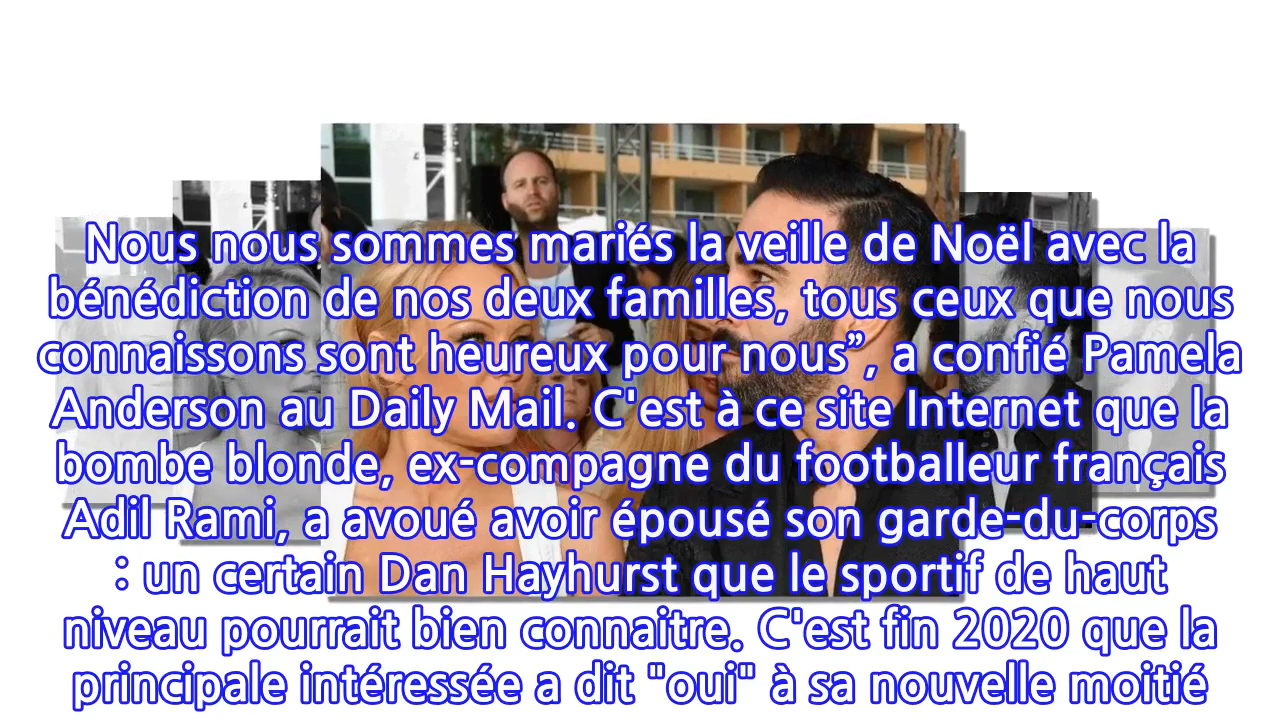 Nous nous sommes mariés la veille de Noël avec la
bénédiction de nos deux familles, tous ceux que nous
connaissons sont heureux pour nous”, a confié Pamela
Anderson au Daily Mail. C'est à ce site Internet que la
bombe blonde, ex-compagne du footballeur français
Adil Rami, a avoué avoir épousé son garde-du-corps
: un certain Dan Hayhurst que le sportif de haut
niveau pourrait bien connaitre. C'est fin 2020 que la
principale intéressée a dit "oui" à sa nouvelle moitié